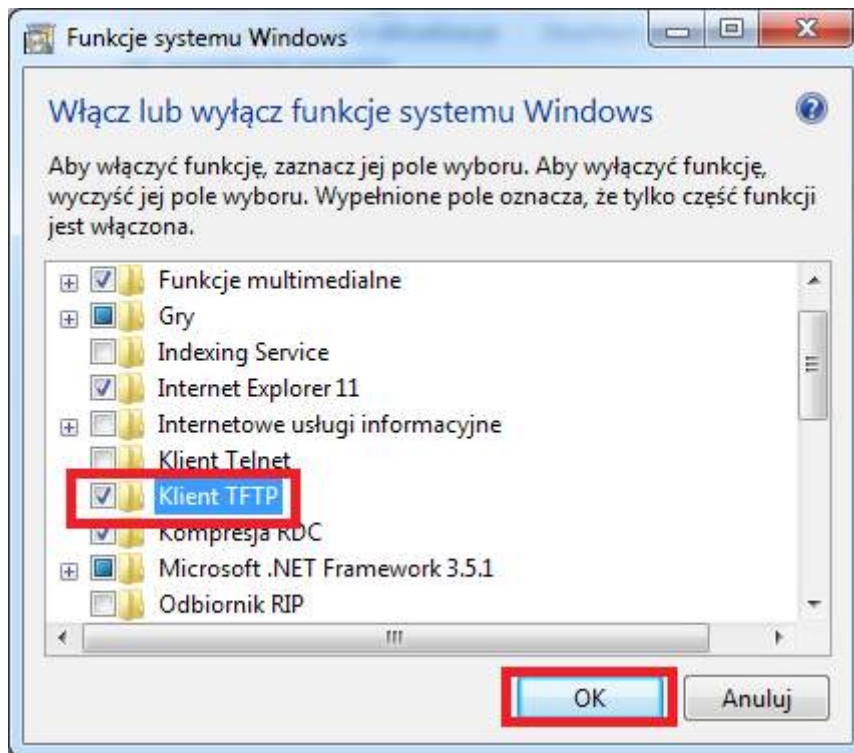 Funkcje systemu Windows
Włącz lub wyłącz funkcje systemu Windows
Aby włączyć funkcję, zaznacz jej pole wyboru. Aby wyłączyć funkcję,
wyczyść jej pole wyboru. Wypełnione pole oznacza, że tylko część funkcji
jest włączona.
Funkcje multimedialne
Gry
Indexing Service
Internet Explorer 11
Internetowe usługi informacyjne
Klient Telnet
Klient TFTP
Kompresja RDC
Microsoft .NET Framework 3.5.1
Odbiornik RIP
OK
Anuluj